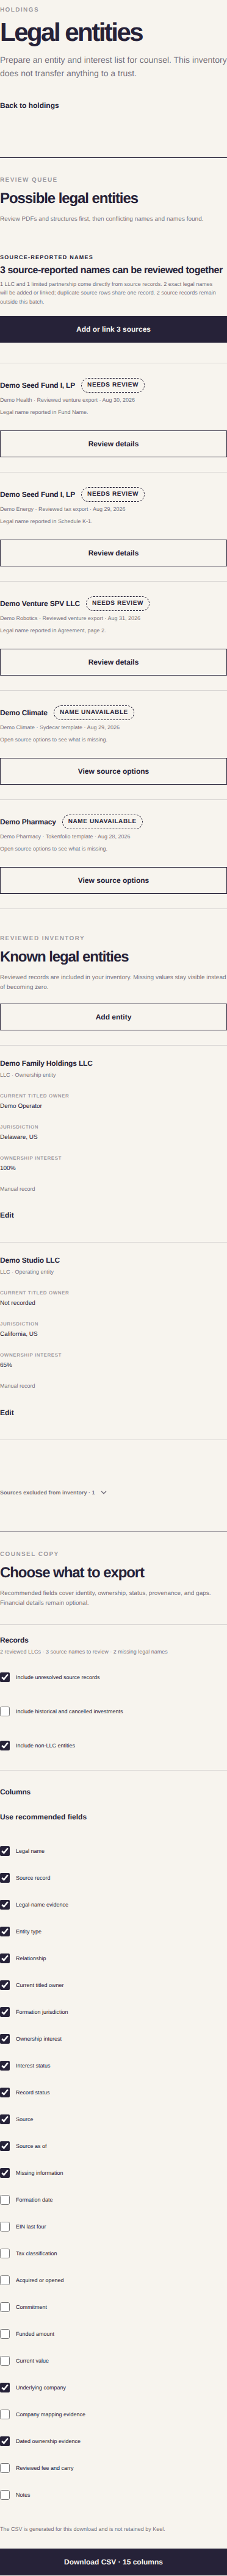 HOLDINGS
Legal entities
Prepare an entity and interest list for counsel. This inventory
does not transfer anything to a trust.
Back to holdings
REVIEW QUEUE
Possible legal entities
Review PDFs and structures first, then conflicting names and names found.
SOURCE-REPORTED NAMES
3 source-reported names can be reviewed together
1 LLC and 1 limited partnership come directly from source records. 2 exact legal names
will be added or linked; duplicate source rows share one record. 2 source records remain
outside this batch.
Add or link 3 sources
Demo Seed Fund I, LP NEEDS REVIEW
Demo Health · Reviewed venture export · Aug 30, 2026
Legal name reported in Fund Name.
Review details
Demo Seed Fund I, LP NEEDS REVIEW
Demo Energy · Reviewed tax export · Aug 29, 2026
Legal name reported in Schedule K-1.
Review details
Demo Venture SPV LLC NEEDS REVIEW
Demo Robotics · Reviewed venture export · Aug 31, 2026
Legal name reported in Agreement, page 2.
Review details
Demo Climate NAME UNAVAILABLE
Demo Climate · Sydecar template · Aug 29, 2026
Open source options to see what is missing.
View source options
Demo Pharmacy NAME UNAVAILABLE
Demo Pharmacy · Tokenfolio template · Aug 28, 2026
Open source options to see what is missing.
View source options
REVIEWED INVENTORY
Known legal entities
Reviewed records are included in your inventory. Missing values stay visible instead
of becoming zero.
Add entity
Demo Family Holdings LLC
LLC · Ownership entity
CURRENT TITLED OWNER
Demo Operator
JURISDICTION
Delaware, US
OWNERSHIP INTEREST
100%
Manual record
Edit
Demo Studio LLC
LLC · Operating entity
CURRENT TITLED OWNER
Not recorded
JURISDICTION
California, US
OWNERSHIP INTEREST
65%
Manual record
Edit
Sources excluded from inventory · 1
COUNSEL COPY
Choose what to export
Recommended fields cover identity, ownership, status, provenance, and gaps.
Financial details remain optional.
Records
2 reviewed LLCs · 3 source names to review · 2 missing legal names
Include unresolved source records
Include historical and cancelled investments
Include non-LLC entities
Columns
Use recommended fields
Legal name
Source record
Legal-name evidence
Entity type
Relationship
Current titled owner
Formation jurisdiction
Ownership interest
Interest status
Record status
Source
Source as of
Missing information
Formation date
EIN last four
Tax classification
Acquired or opened
Commitment
Funded amount
Current value
Underlying company
Company mapping evidence
Dated ownership evidence
Reviewed fee and carry
Notes
The CSV is generated for this download and is not retained by Keel.
Download CSV · 15 columns